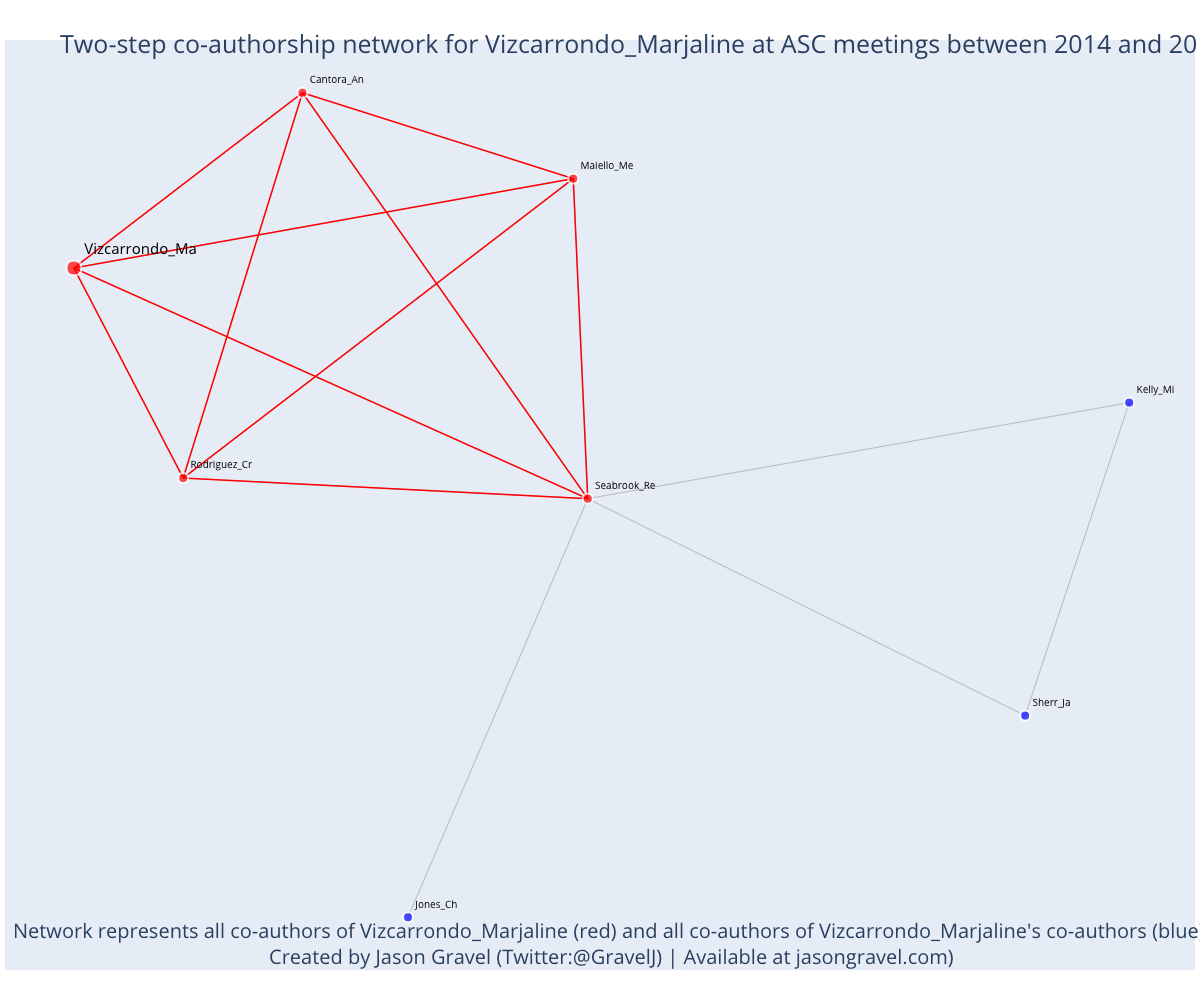 Two-step co-authorship network for Vizcarrondo_Marjaline at ASC meetings between 2014 and 20
Cantora_An
Maiello_Me
Vizcarrondo_Ma
Kelly_Mi
Rodriguez_Cr
Seabrook_Re
Sherr_Ja
Jones_Ch
Network represents all co-authors of Vizcarrondo_Marjaline (red) and all co-authors of Vizcarrondo_Marjaline's co-authors (blue
Created by Jason Gravel (Twitter:@GravelJ) | Available at jasongravel.com)